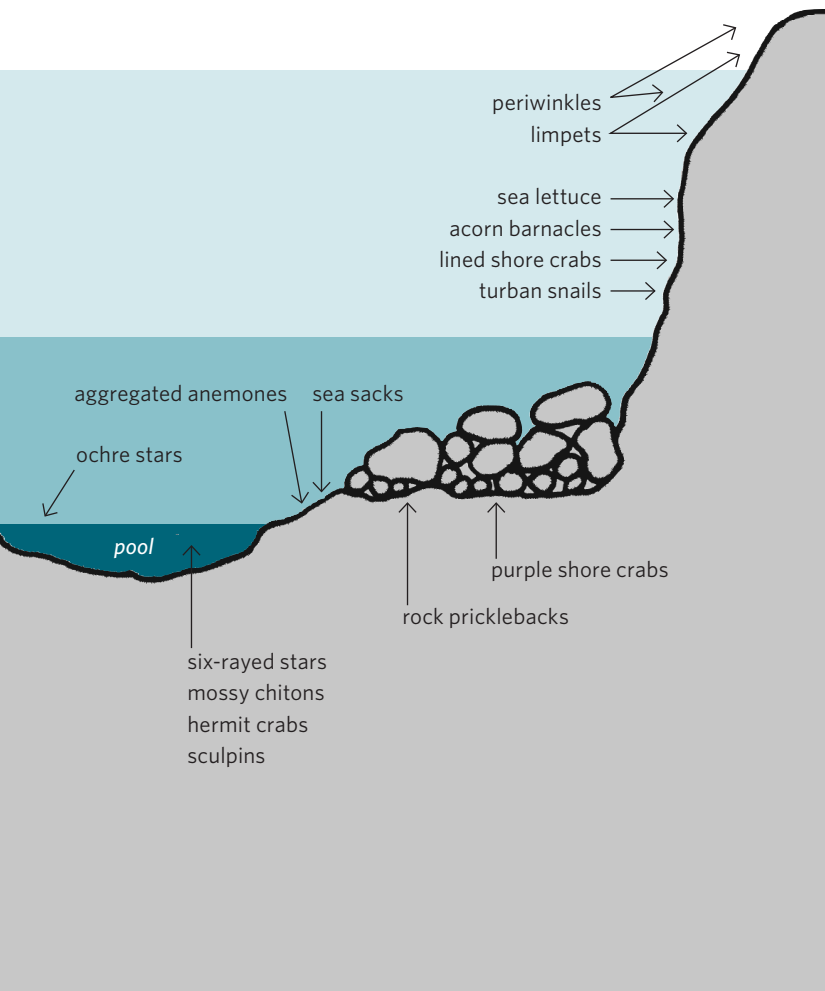 periwinkles
limpets
sea lettuce
acorn barnacles
lined shore crabs
turban snails
aggregated anemones
sea sacks
ochre stars
pool
purple shore crabs
rock pricklebacks
six-rayed stars
mossy chitons
hermit crabs
sculpins